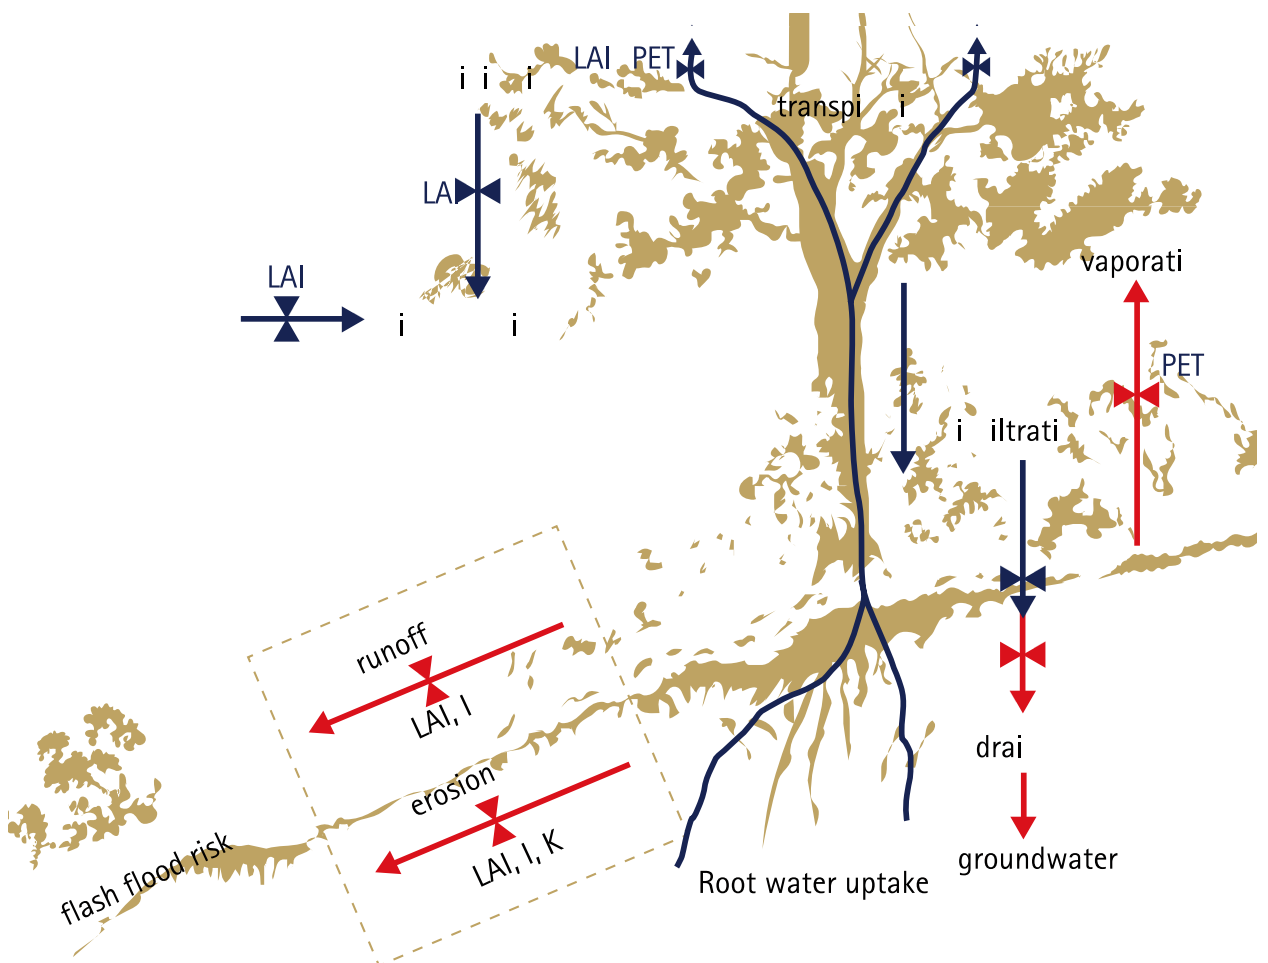 LAI PET
i i i
transpi i
LA
vaporati
LAI
i i
PET
i iltrati
runoff
LAI, I
drai
erosion
LAI, I, K
groundwater
Root water uptake
flash flood risk